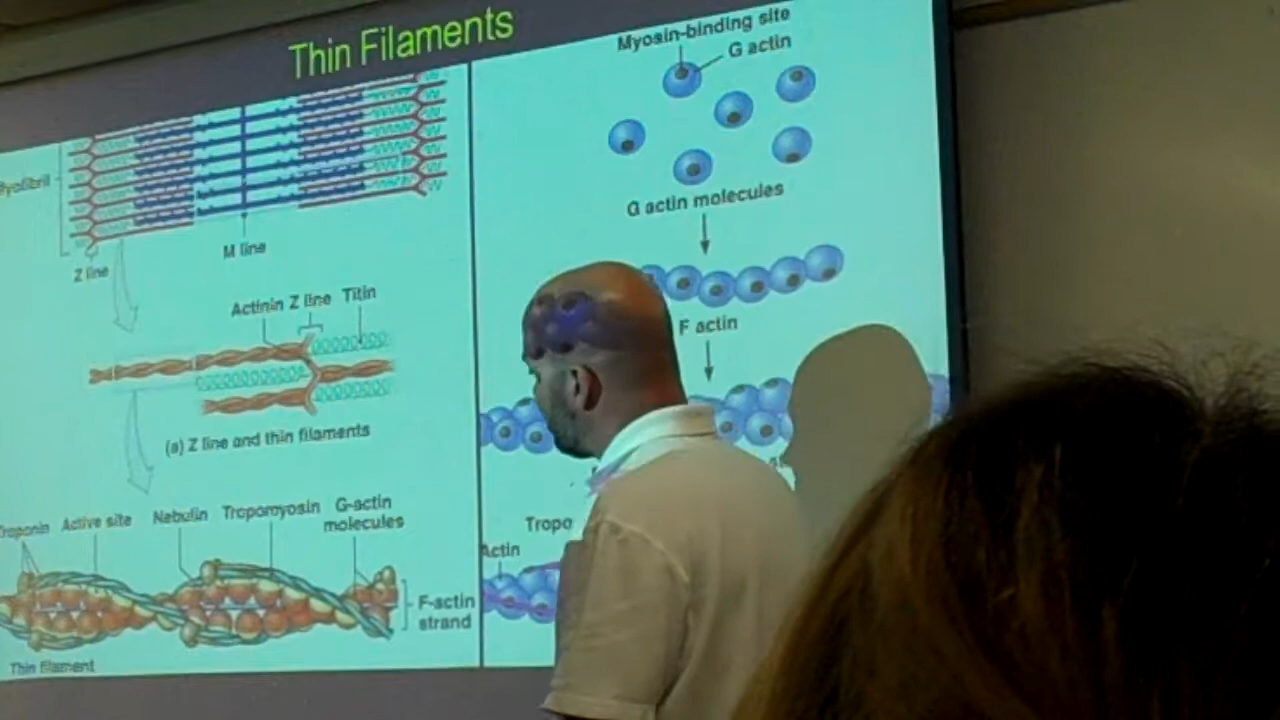 Thin Filaments
Myofibril
Z line
M line
Actinin Z line Titin
(a) Z line and thin filaments
Troponin Active site Nebulin Tropomyosin G-actin
molecules
F-actin
strand
Thin filament
Myosin-binding site
G actin
G actin molecules
F actin
Tropo
Actin